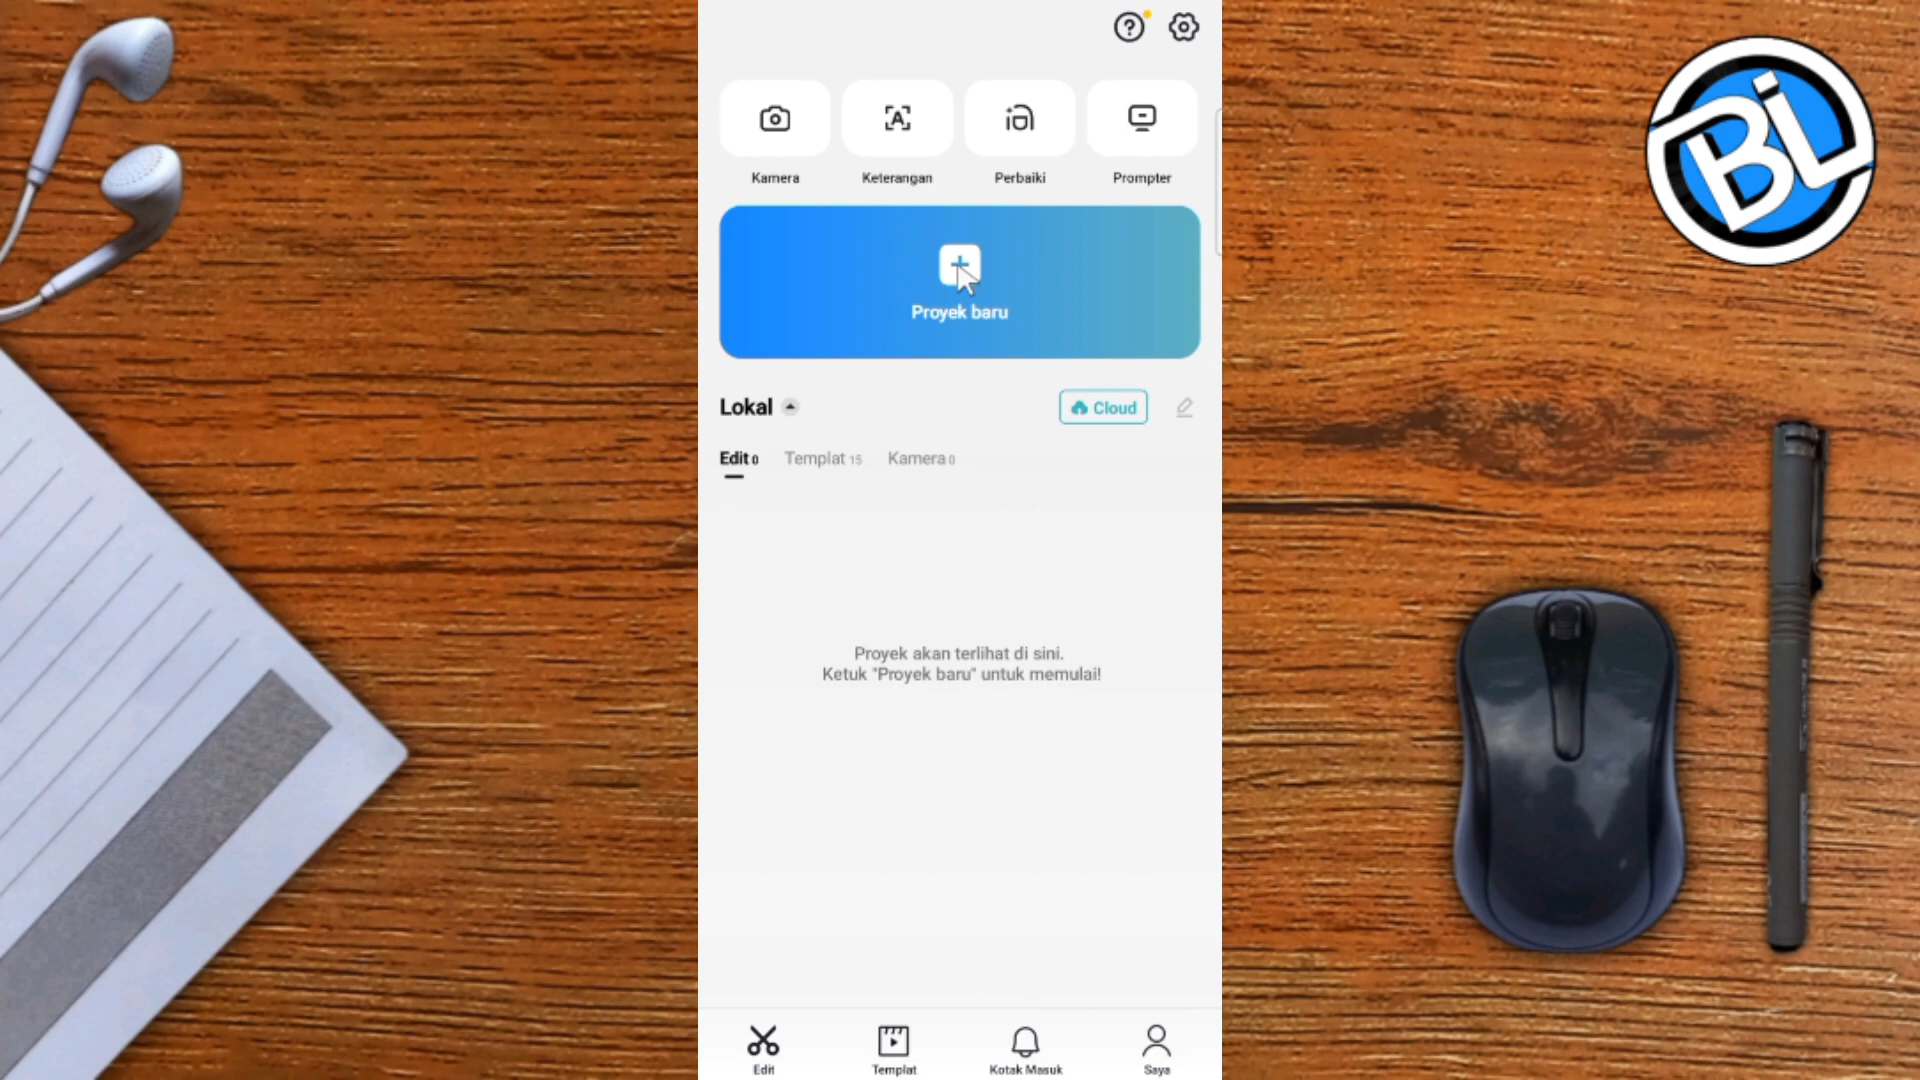 Kamera
Keterangan
Perbaiki
Prompter
Proyek baru
Lokal
Cloud
Edit 0
Templat 15
Kamera 0
Proyek akan terlihat di sini.
Ketuk "Proyek baru" untuk memulai!
Edit
Templat
Kotak Masuk
Saya